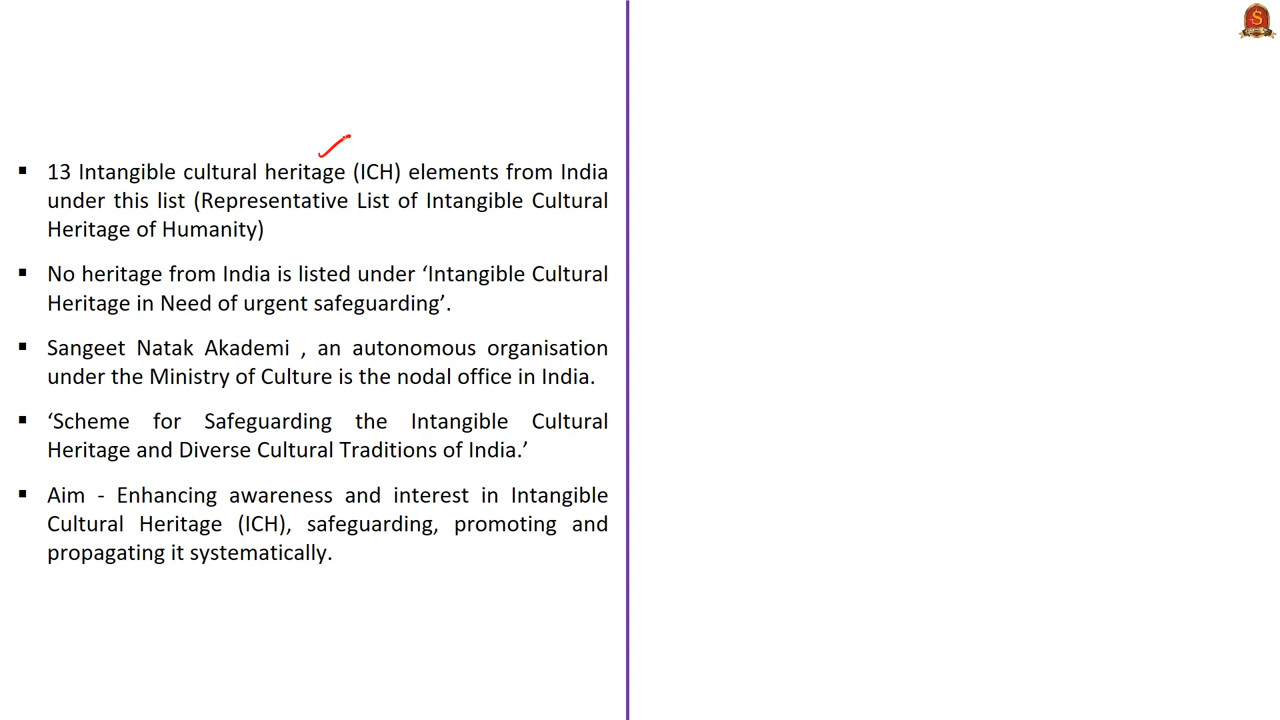 ▪ 13 Intangible cultural heritage (ICH) elements from India
under this list (Representative List of Intangible Cultural
Heritage of Humanity)
▪ No heritage from India is listed under ‘Intangible Cultural
Heritage in Need of urgent safeguarding’.
▪ Sangeet Natak Akademi , an autonomous organisation
under the Ministry of Culture is the nodal office in India.
▪ ‘Scheme for Safeguarding the Intangible Cultural
Heritage and Diverse Cultural Traditions of India.’
▪ Aim - Enhancing awareness and interest in Intangible
Cultural Heritage (ICH), safeguarding, promoting and
propagating it systematically.
S